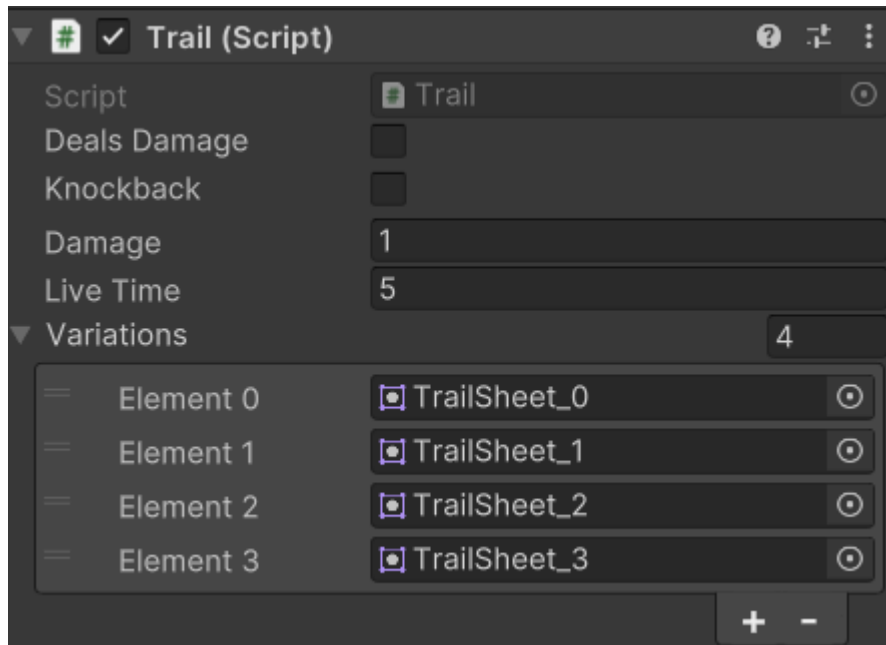 # Trail (Script)
Script # Trail
Deals Damage
Knockback
Damage 1
Live Time 5
Variations 4
Element 0 TrailSheet_0
Element 1 TrailSheet_1
Element 2 TrailSheet_2
Element 3 TrailSheet_3
+ -